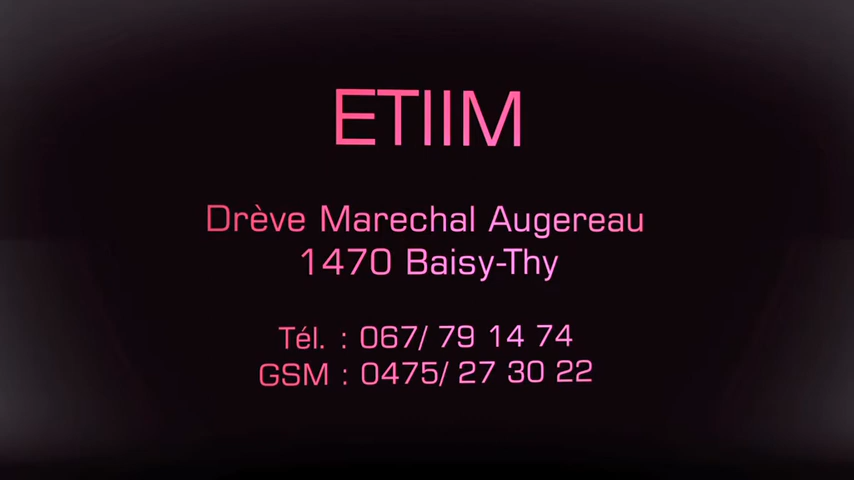 ETIIM
Drève Marechal Augereau
1470 Baisy-Thy
Tél. : 067/ 79 14 74
GSM : 0475/ 27 30 22